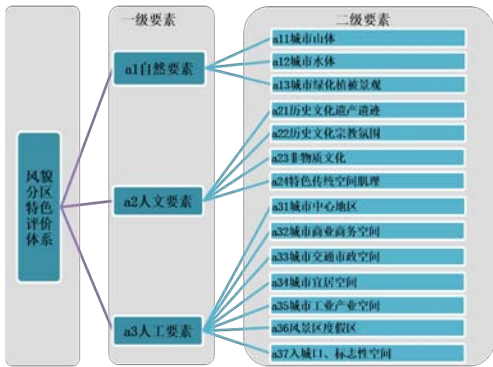 一级要素
二级要素
风貌
分区
特色
评价
体系
a1自然要素
a2人文要素
a3人工要素
a11城市山体
a12城市水体
a13城市绿化植被景观
a21历史文化遗产遗迹
a22历史文化宗教氛围
a23非物质文化
a24特色传统空间肌理
a31城市中心地区
a32城市商业商务空间
a33城市交通市政空间
a34城市宜居空间
a35城市工业产业空间
a36风景区度假区
a37入城口、标志性空间